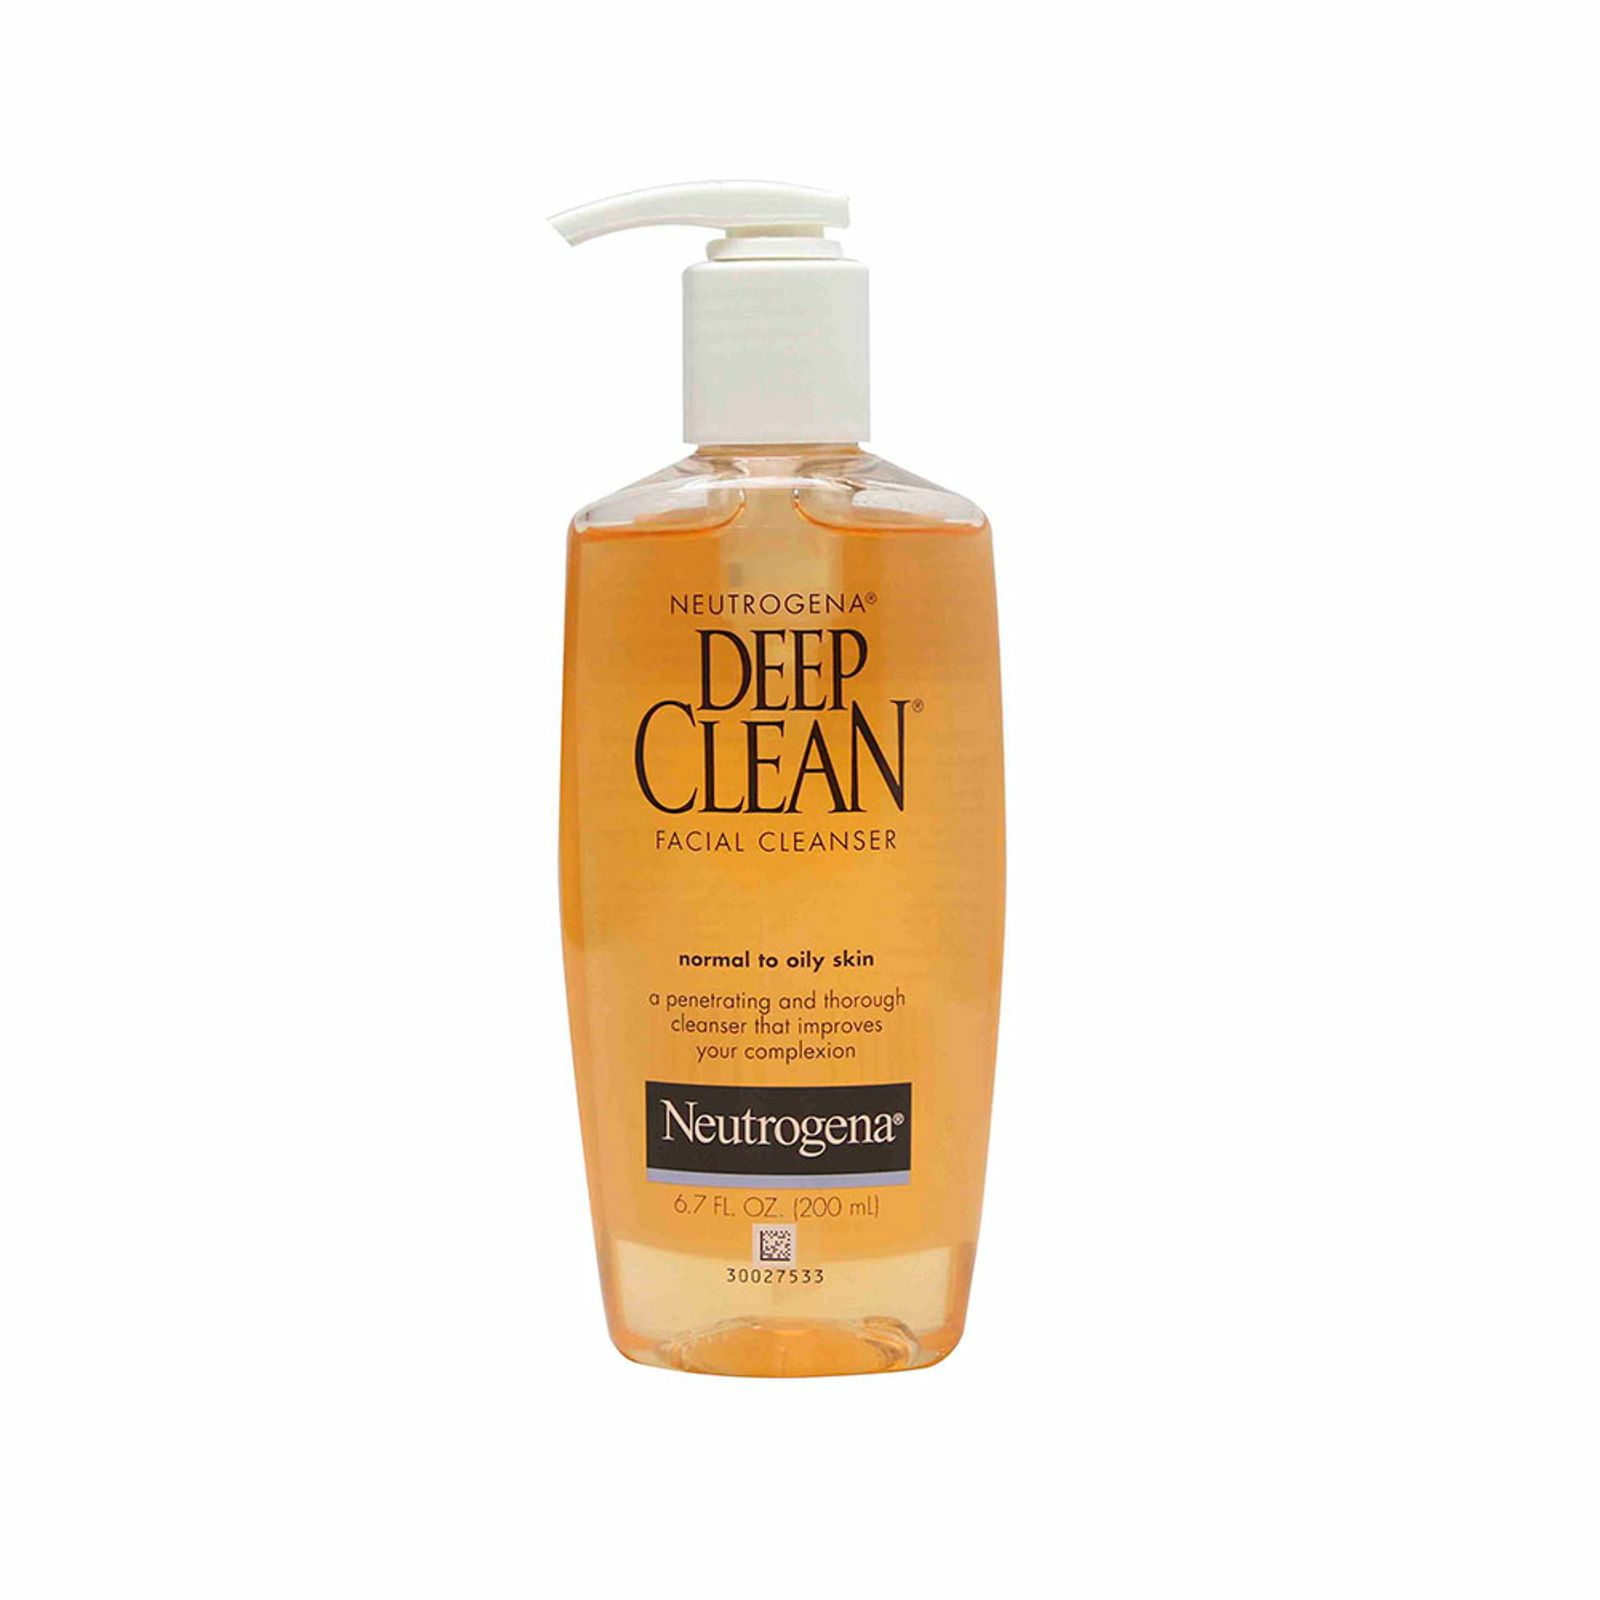 NEUTROGENA®
DEEP
CLEAN®
FACIAL CLEANSER
normal to oily skin
a penetrating and thorough
cleanser that improves
your complexion
Neutrogena®
6.7 FL. OZ. (200 mL)
30027533